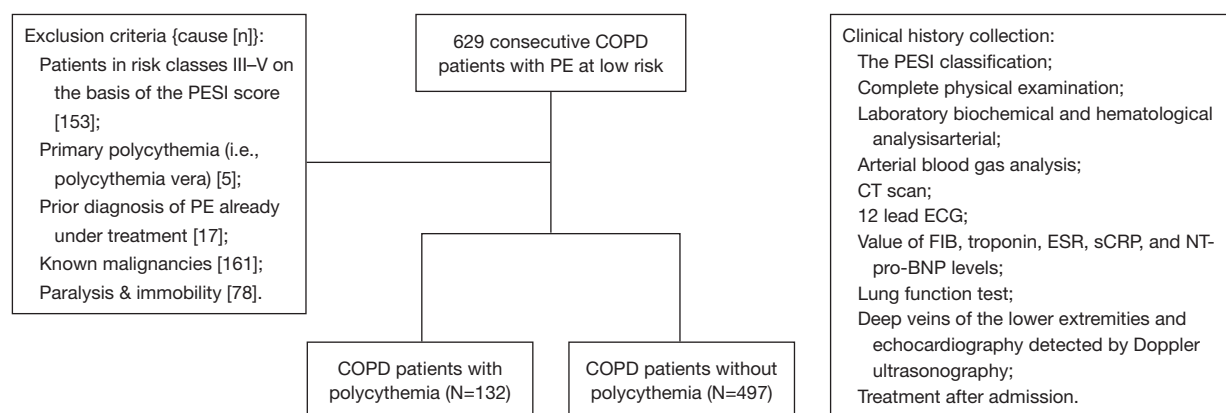 Exclusion criteria {cause [n]}:
Patients in risk classes III–V on
the basis of the PESI score
[153];
Primary polycythemia (i.e.,
polycythemia vera) [5];
Prior diagnosis of PE already
under treatment [17];
Known malignancies [161];
Paralysis & immobility [78].
629 consecutive COPD
patients with PE at low risk
COPD patients with
polycythemia (N=132)
COPD patients without
polycythemia (N=497)
Clinical history collection:
The PESI classification;
Complete physical examination;
Laboratory biochemical and hematological
analysisarterial;
Arterial blood gas analysis;
CT scan;
12 lead ECG;
Value of FIB, troponin, ESR, sCRP, and NT-
pro-BNP levels;
Lung function test;
Deep veins of the lower extremities and
echocardiography detected by Doppler
ultrasonography;
Treatment after admission.